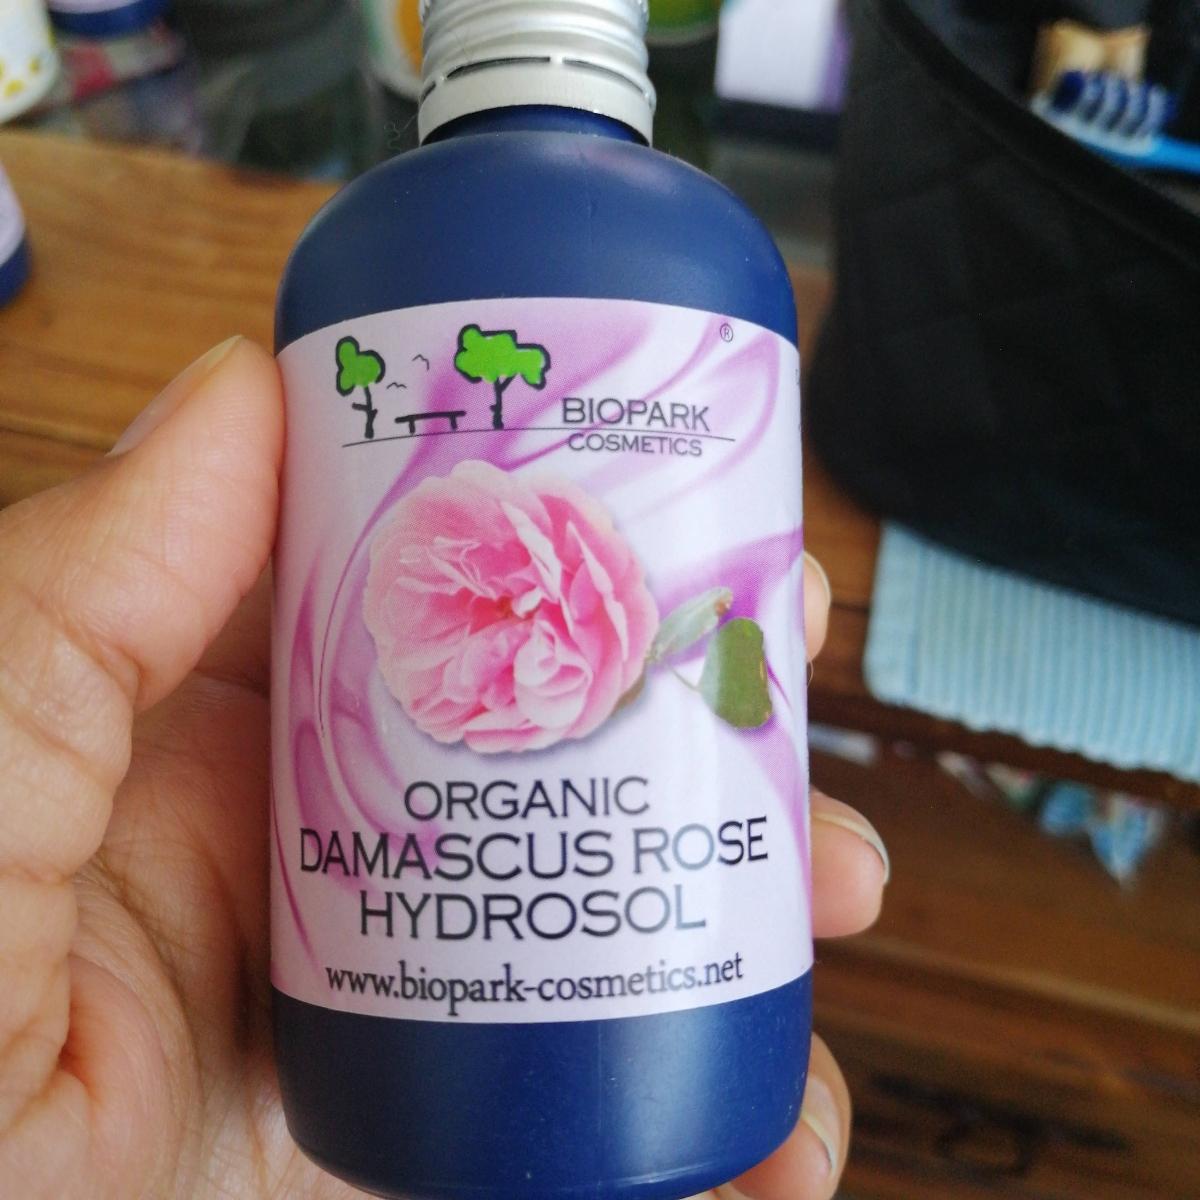 ®
BIOPARK
COSMETICS
ORGANIC
DAMASCUS ROSE
HYDROSOL
www.biopark-cosmetics.net